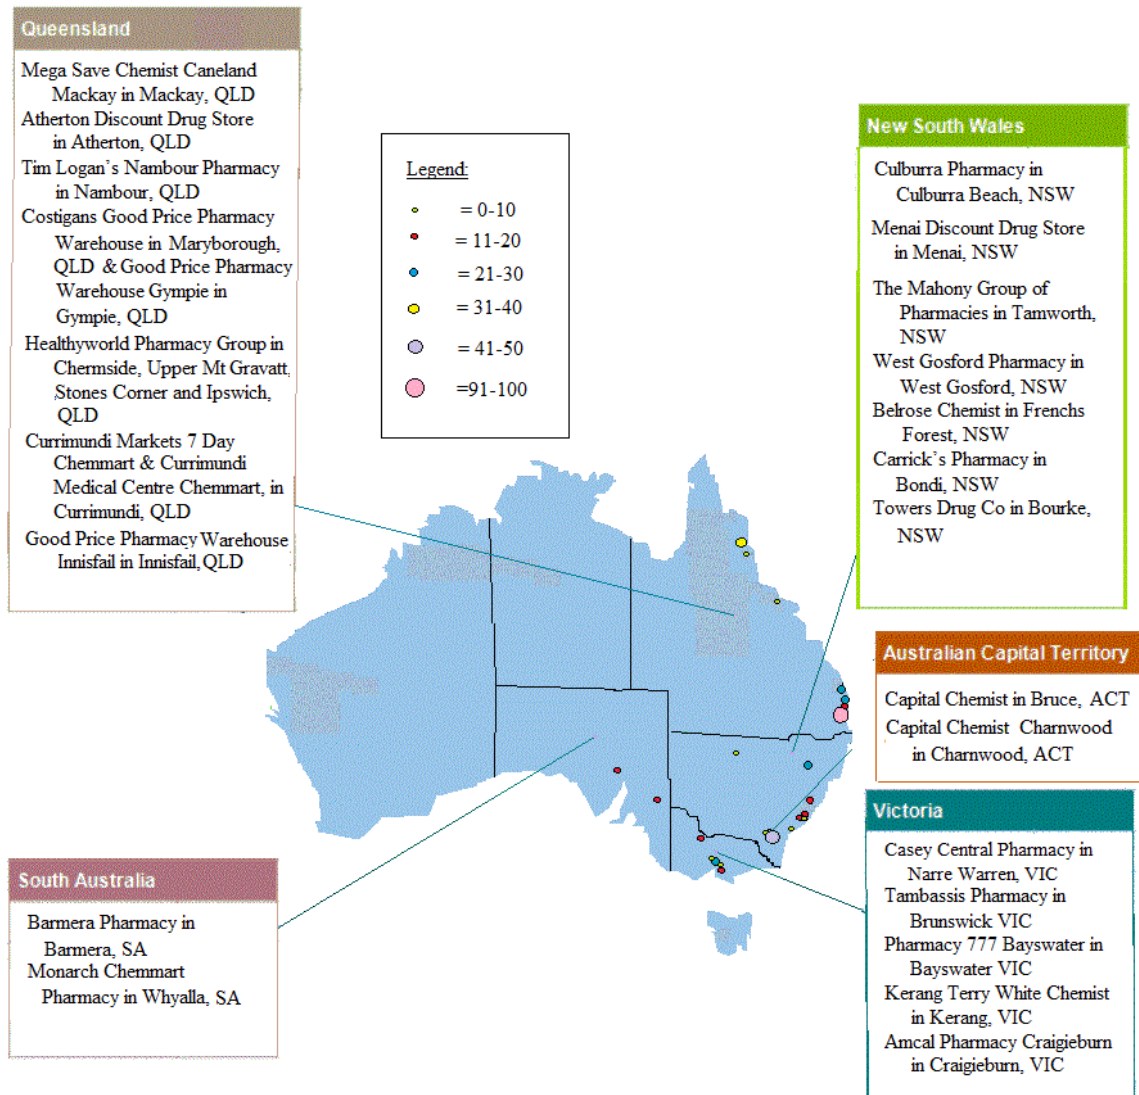 Queensland
Mega Save Chemist Caneland
Mackay in Mackay, QLD
Atherton Discount Drug Store
in Atherton, QLD
Tim Logan's Nambour Pharmacy
in Nambour, QLD
Costigans Good Price Pharmacy
Warehouse in Maryborough,
QLD & Good Price Pharmacy
Warehouse Gympie in
Gympie, QLD
Healthyworld Pharmacy Group in
Chermside, Upper Mt Gravatt,
Stones Corner and Ipswich,
QLD
Currimundi Markets 7 Day
Chemmart & Currimundi
Medical Centre Chemmart, in
Currimundi, QLD
Good Price Pharmacy Warehouse
Innisfail in Innisfail, QLD
Legend:
= 0-10
= 11-20
= 21-30
= 31-40
= 41-50
=91-100
New South Wales
Culburra Pharmacy in
Culburra Beach, NSW
Menai Discount Drug Store
in Menai, NSW
The Mahony Group of
Pharmacies in Tamworth,
NSW
West Gosford Pharmacy in
West Gosford, NSW
Belrose Chemist in Frenchs
Forest, NSW
Carrick's Pharmacy in
Bondi, NSW
Towers Drug Co in Bourke,
NSW
Australian Capital Territory
Capital Chemist in Bruce, ACT
Capital Chemist Charnwood
in Charnwood, ACT
Victoria
Casey Central Pharmacy in
Narre Warren, VIC
Tambassis Pharmacy in
Brunswick VIC
Pharmacy 777 Bayswater in
Bayswater VIC
Kerang Terry White Chemist
in Kerang, VIC
Amcal Pharmacy Craigieburn
in Craigieburn, VIC
South Australia
Barmera Pharmacy in
Barmera, SA
Monarch Chemmart
Pharmacy in Whyalla, SA